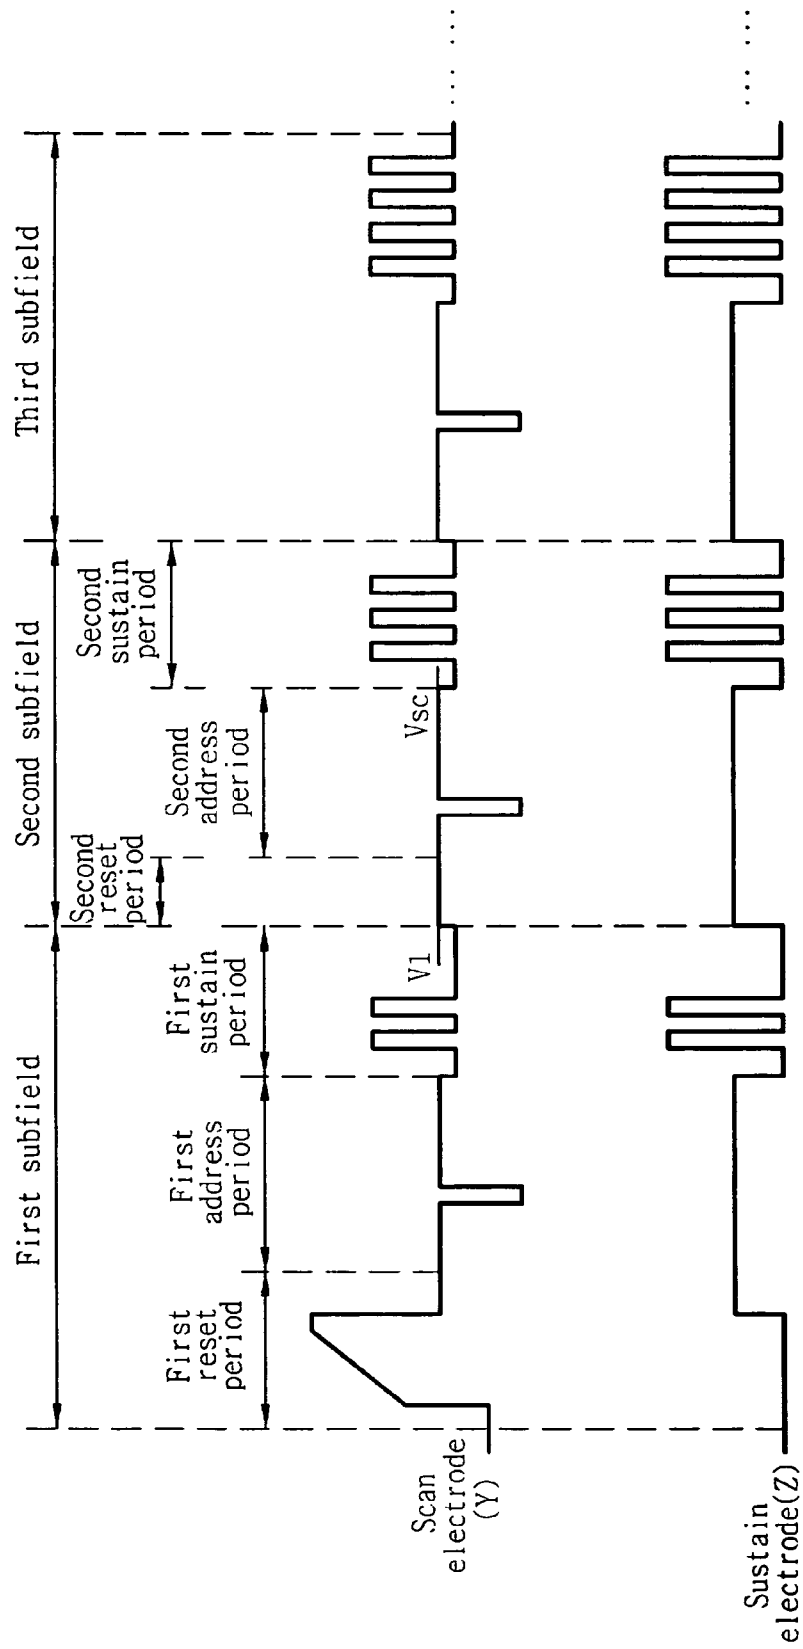 First subfield
Second subfield
Third subfield
First
reset
period
First
address
period
First
sustain
period
Second
reset
period
Second
address
period
Second
sustain
period
Scan
electrode
(Y)
V1
Vsc
Sustain
electrode(Z)